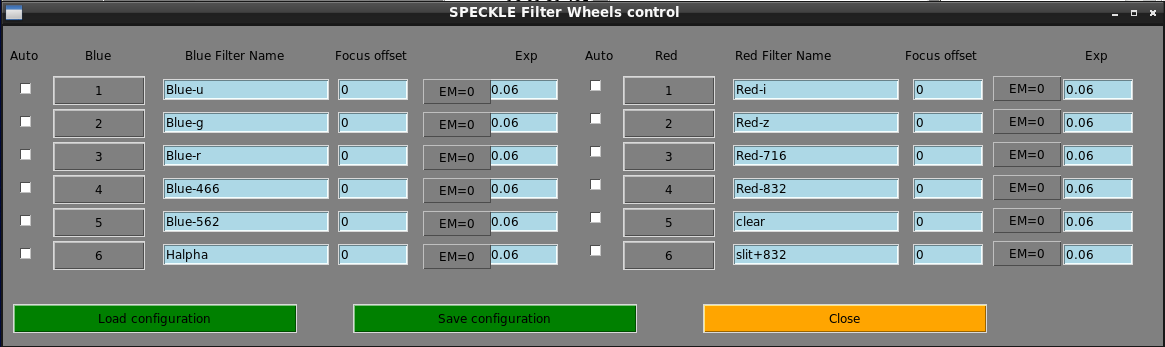 SPECKLE Filter Wheels control
Auto Blue Blue Filter Name Focus offset Exp Auto Red Red Filter Name Focus offset Exp
1 Blue-u 0 EM=0 0.06 1 Red-i 0 EM=0 0.06
2 Blue-g 0 EM=0 0.06 2 Red-z 0 EM=0 0.06
3 Blue-r 0 EM=0 0.06 3 Red-716 0 EM=0 0.06
4 Blue-466 0 EM=0 0.06 4 Red-832 0 EM=0 0.06
5 Blue-562 0 EM=0 0.06 5 clear 0 EM=0 0.06
6 Halpha 0 EM=0 0.06 6 slit+832 0 EM=0 0.06
Load configuration Save configuration Close